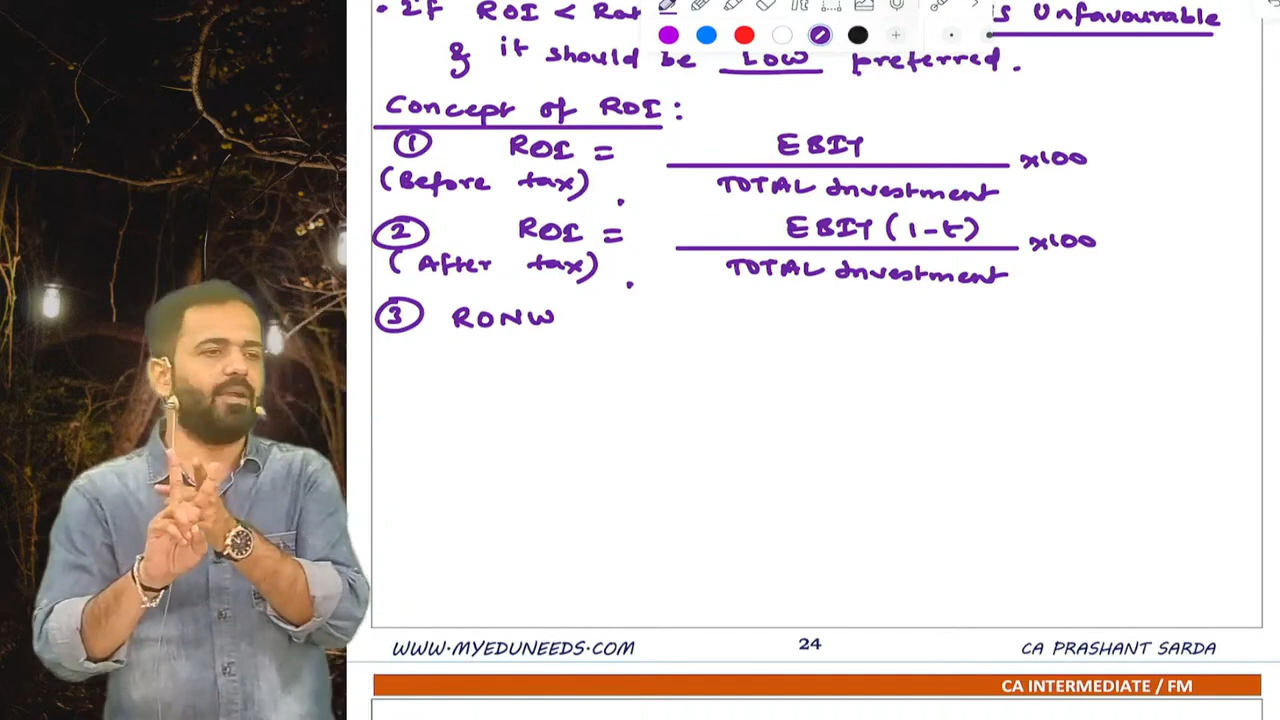 • If ROI < Rat s Unfavourable
& it should be Low preferred.
Concept of ROI :
① ROI = EBIT
TOTAL Investment ×100
(Before tax) .
② ROI = EBIT (1-t)
TOTAL Investment ×100
(After tax) .
③ RONW
WWW.MYEDUNEEDS.COM 24 CA PRASHANT SARDA
CA INTERMEDIATE / FM